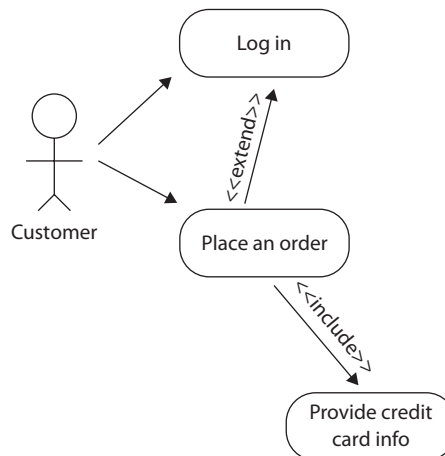 Log in
<<extend>>
Customer
Place an order
<<include>>
Provide credit
card info